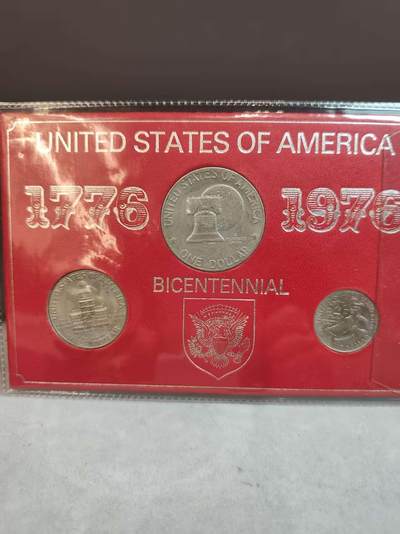 UNITED STATES OF AMERICA
1776
1976
UNITED STATES OF AMERICA
ONE DOLLAR
BICENTENNIAL